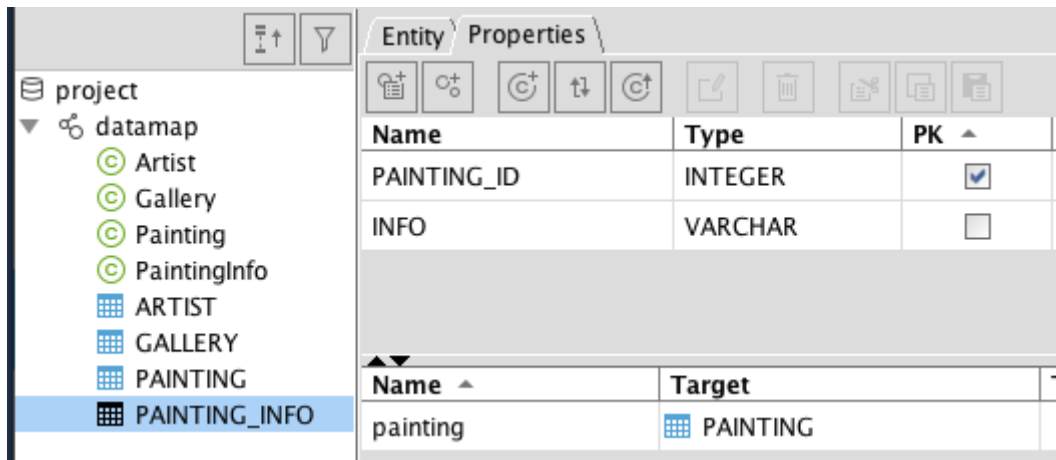 project
datamap
Artist
Gallery
Painting
PaintingInfo
ARTIST
GALLERY
PAINTING
PAINTING_INFO
Entity Properties
Name Type PK
PAINTING_ID INTEGER
INFO VARCHAR
Name Target
painting PAINTING